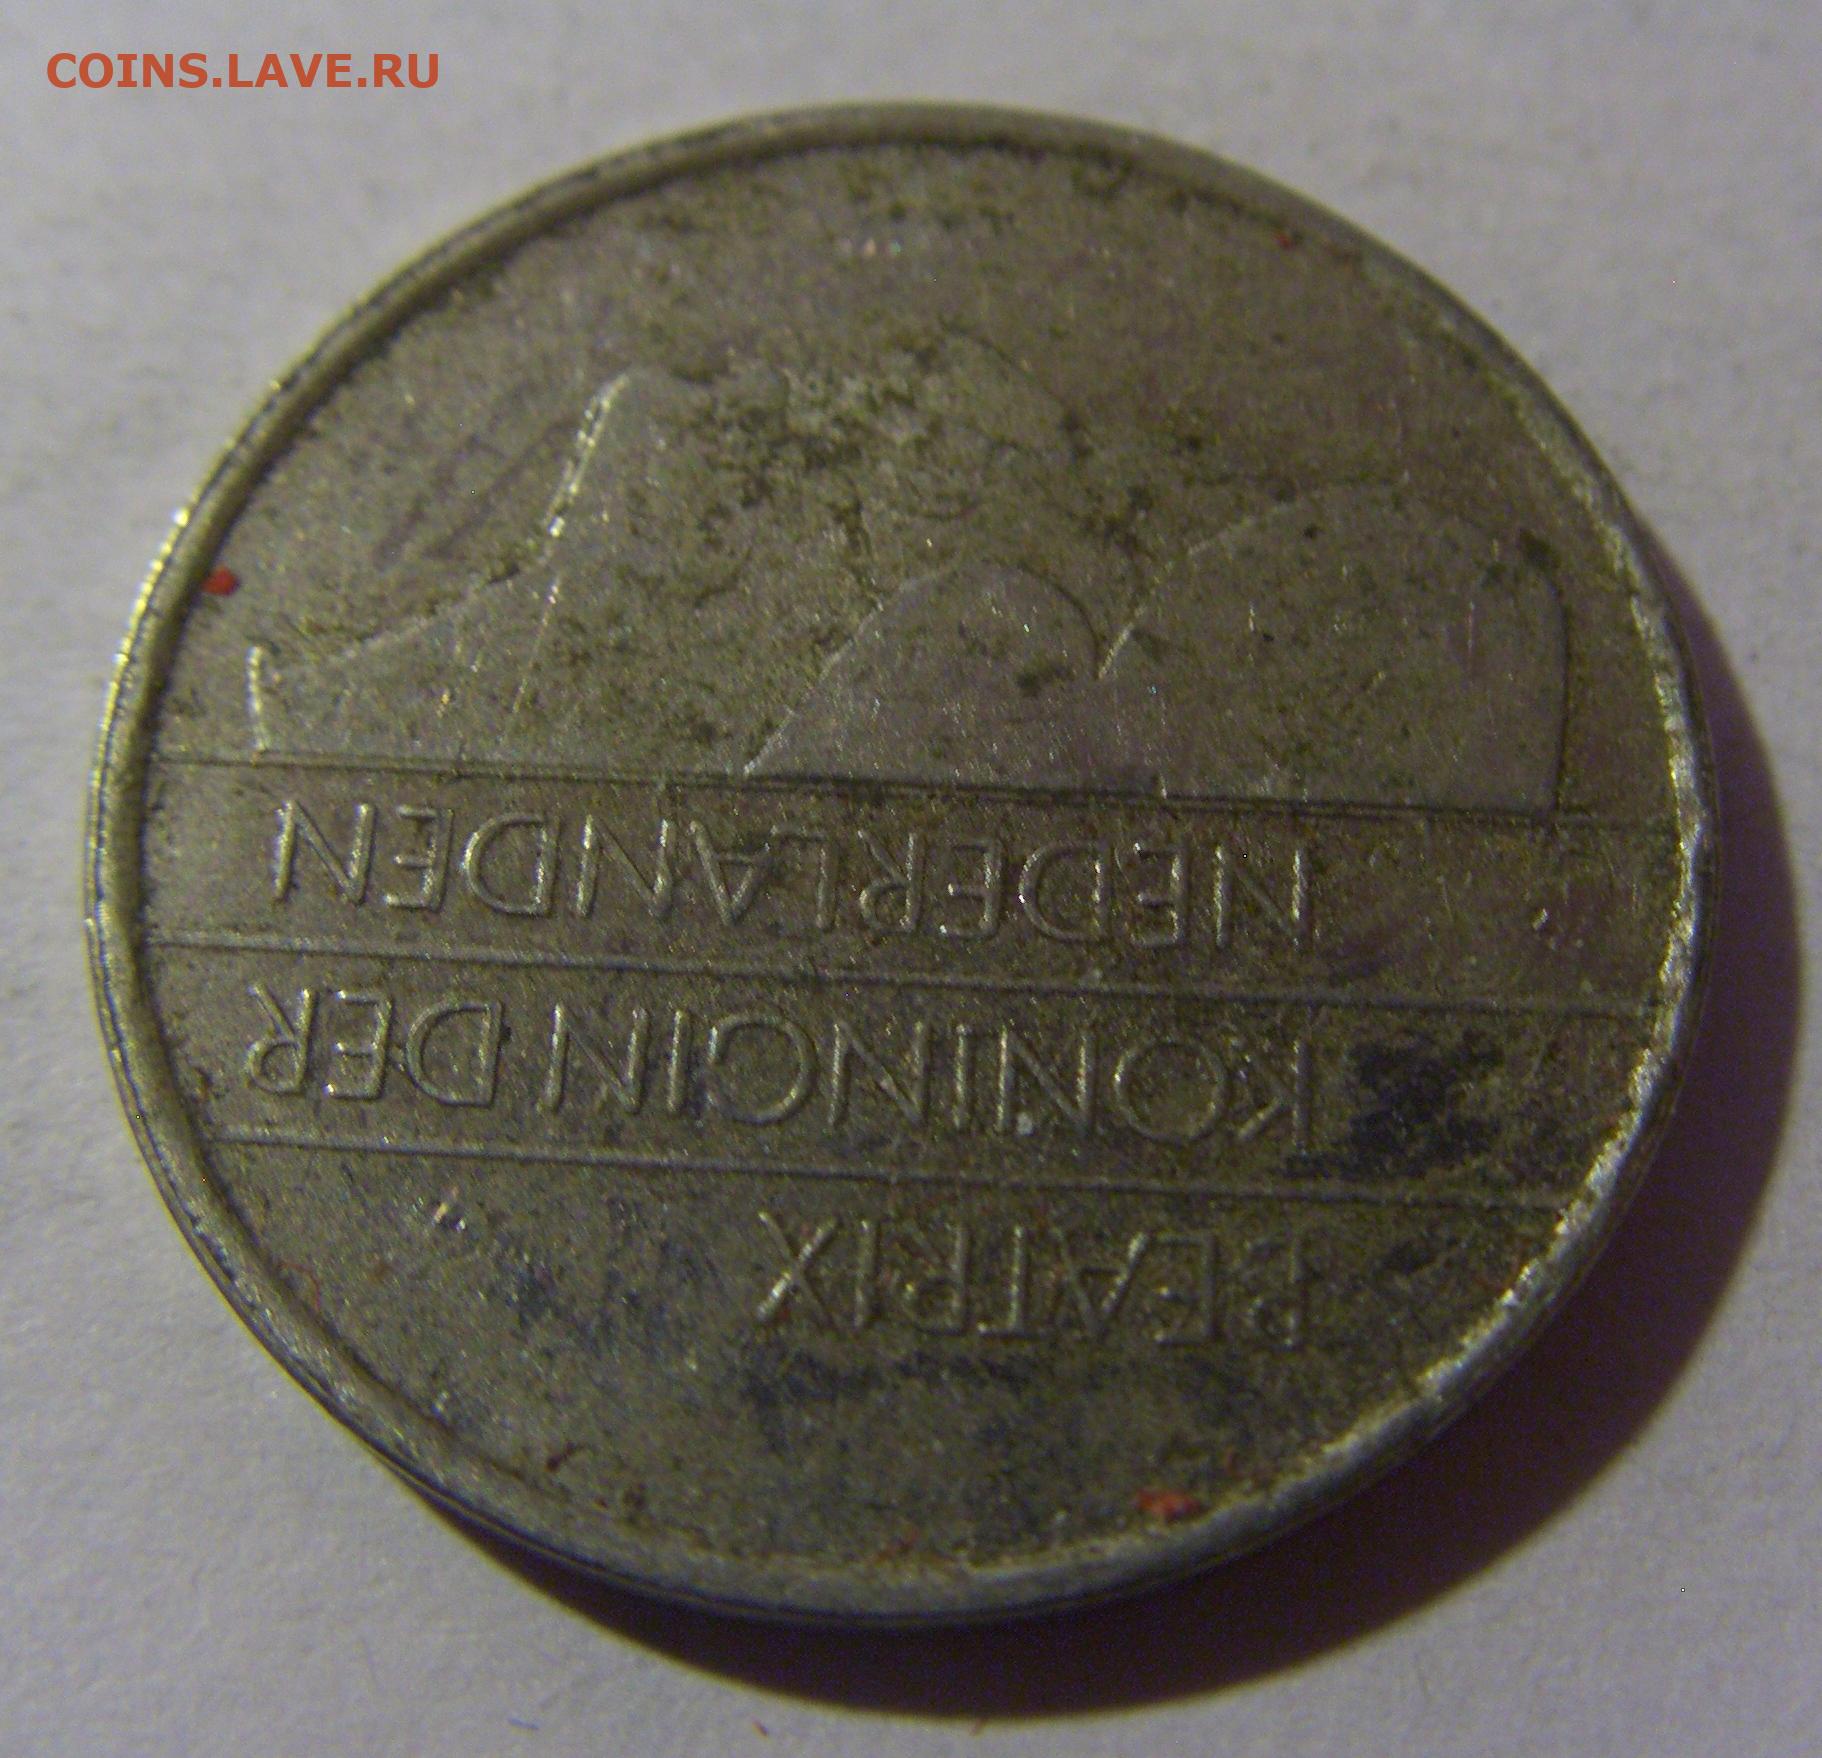 COINS.LAVE.RU
BEATRIX
KONINGIN DER
NEDERLANDEN